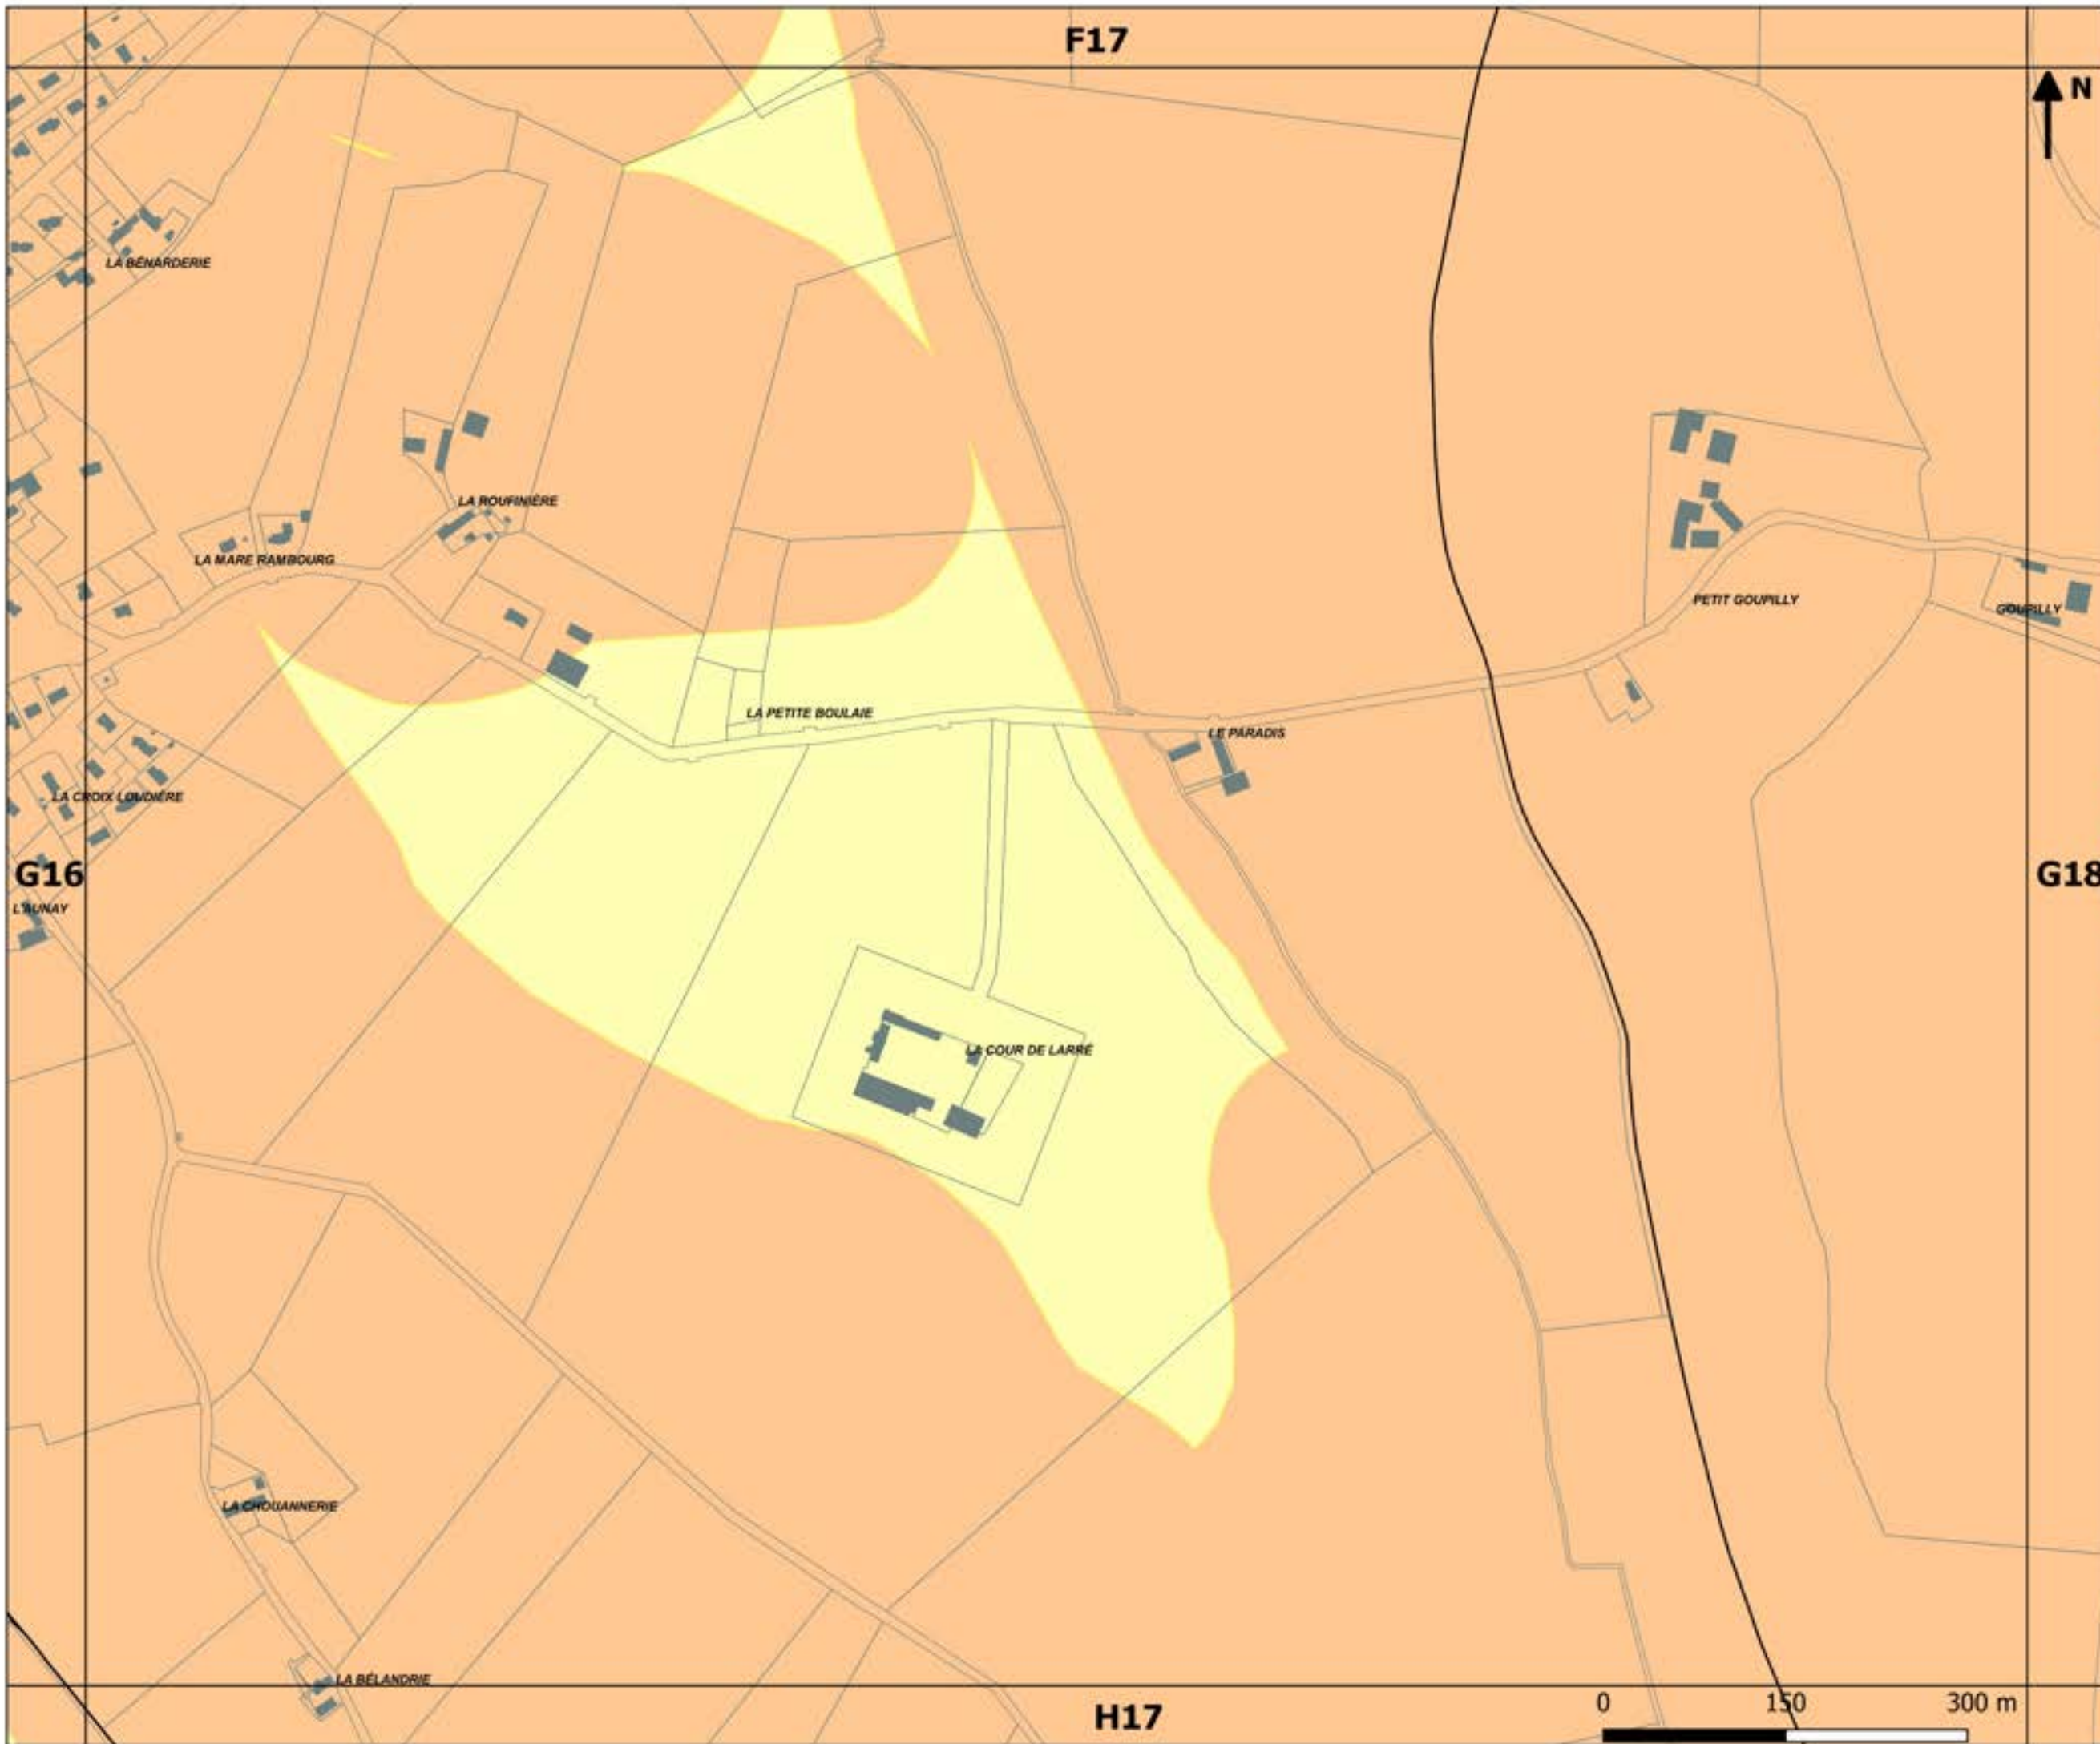 F17
N
LA BÉNARDERIE
LA ROUFINIÈRE
LA MARE RAMBOURG
PETIT GOUPILLY
GOUPILLY
LA PETITE BOULAIE
LE PARADIS
LA CROIX LOUDIÈRE
G16
G18
L'AUNAY
LA COUR DE LARRÉ
LA CHOUANNERIE
LA BÉLANDRIE
0 150 300 m
H17